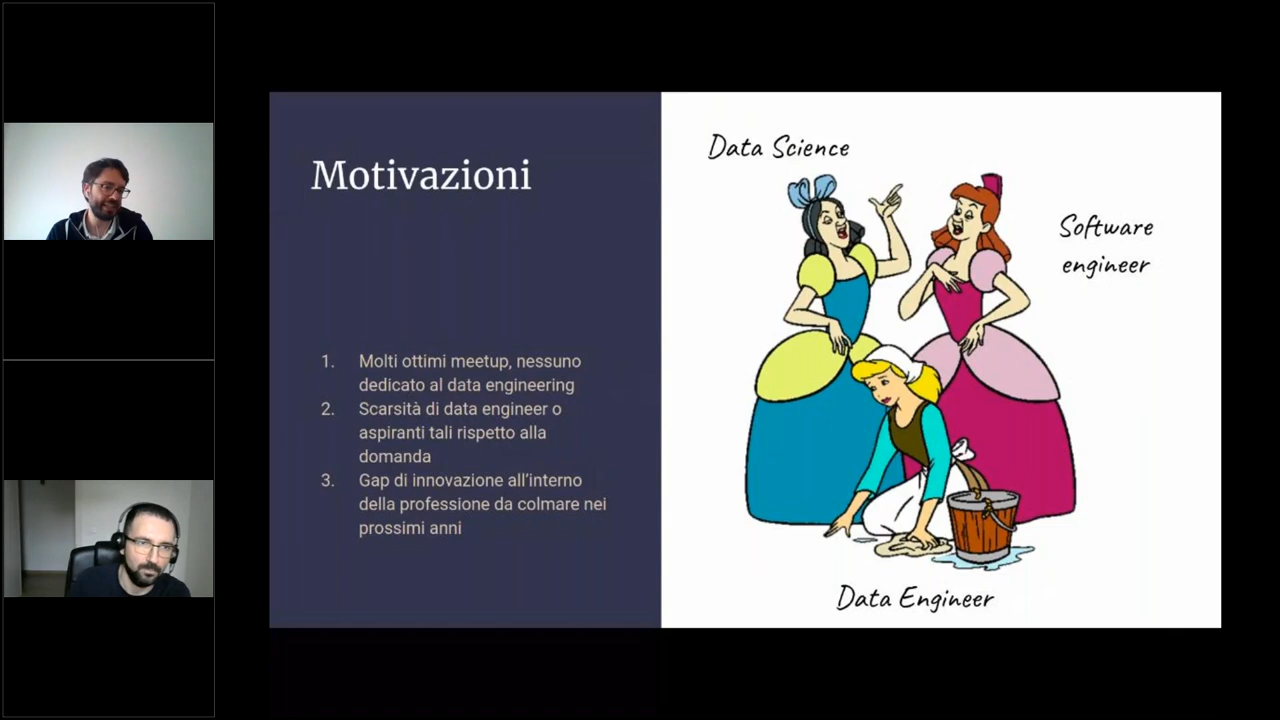 Motivazioni
1. Molti ottimi meetup, nessuno
dedicato al data engineering
2. Scarsità di data engineer o
aspiranti tali rispetto alla
domanda
3. Gap di innovazione all’interno
della professione da colmare nei
prossimi anni
Data Science
Software
engineer
Data Engineer